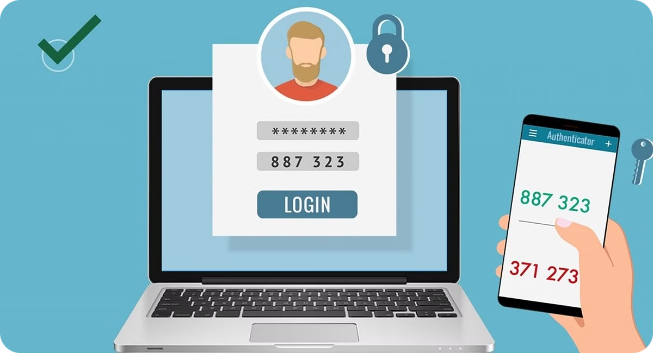 ********
887 323
LOGIN
Authenticator
887 323
371 273